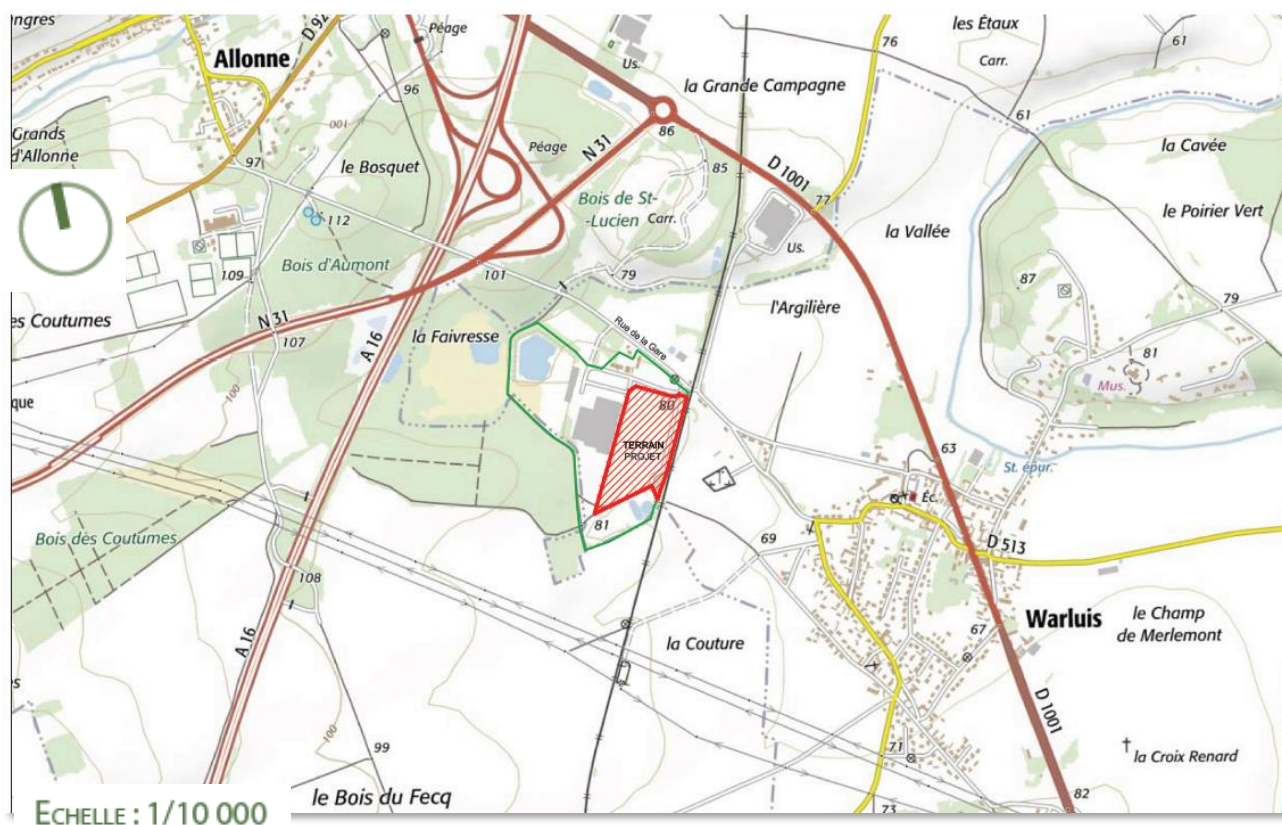 ngres
Allonne
D 92
Péage
Us.
les Étaux
Carr.
61
76
la Grande Campagne
96
001
Grands
d'Allonne
97
le Bosquet
Péage
N 31
86
85
D 1001
61
la Cavée
112
Bois de St-
-Lucien
Carr.
77
la Vallée
le Poirier Vert
Bois d'Aumont
109
101
79
Us.
87
79
es Coutumes
N 31
107
A 16
la Faivresse
Rue de la Gare
l'Argilière
81
Mus.
que
100
80
TERRAIN
PROJET
63
St. épur.
Éc.
81
Bois des Coutumes
69
D 513
108
Warluis
le Champ
de Merlemont
A 16
la Couture
67
es
100
99
71
D 1001
la Croix Renard
le Bois du Fecq
73
82
ECHELLE : 1/10 000